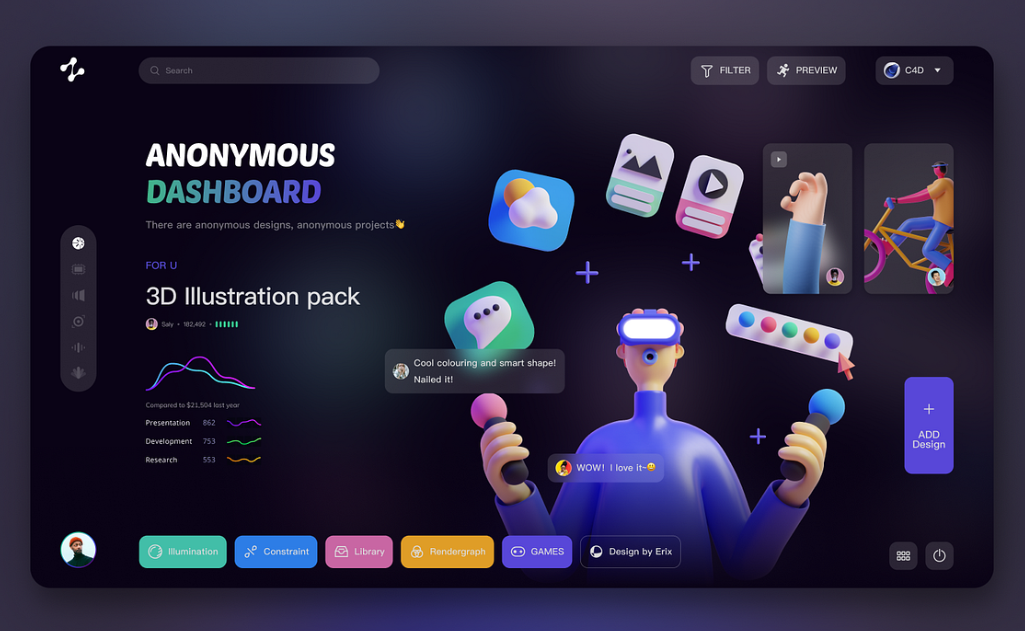 Search
FILTER
PREVIEW
C4D
ANONYMOUS
DASHBOARD
There are anonymous designs, anonymous projects👋
FOR U
3D Illustration pack
Saly • 182,492 •
Cool colouring and smart shape!
Nailed it!
Compared to $21,504 last year
Presentation 862
Development 753
Research 553
WOW! I love it~😃
+
ADD
Design
Illumination
Constraint
Library
Rendergraph
GAMES
Design by Erix